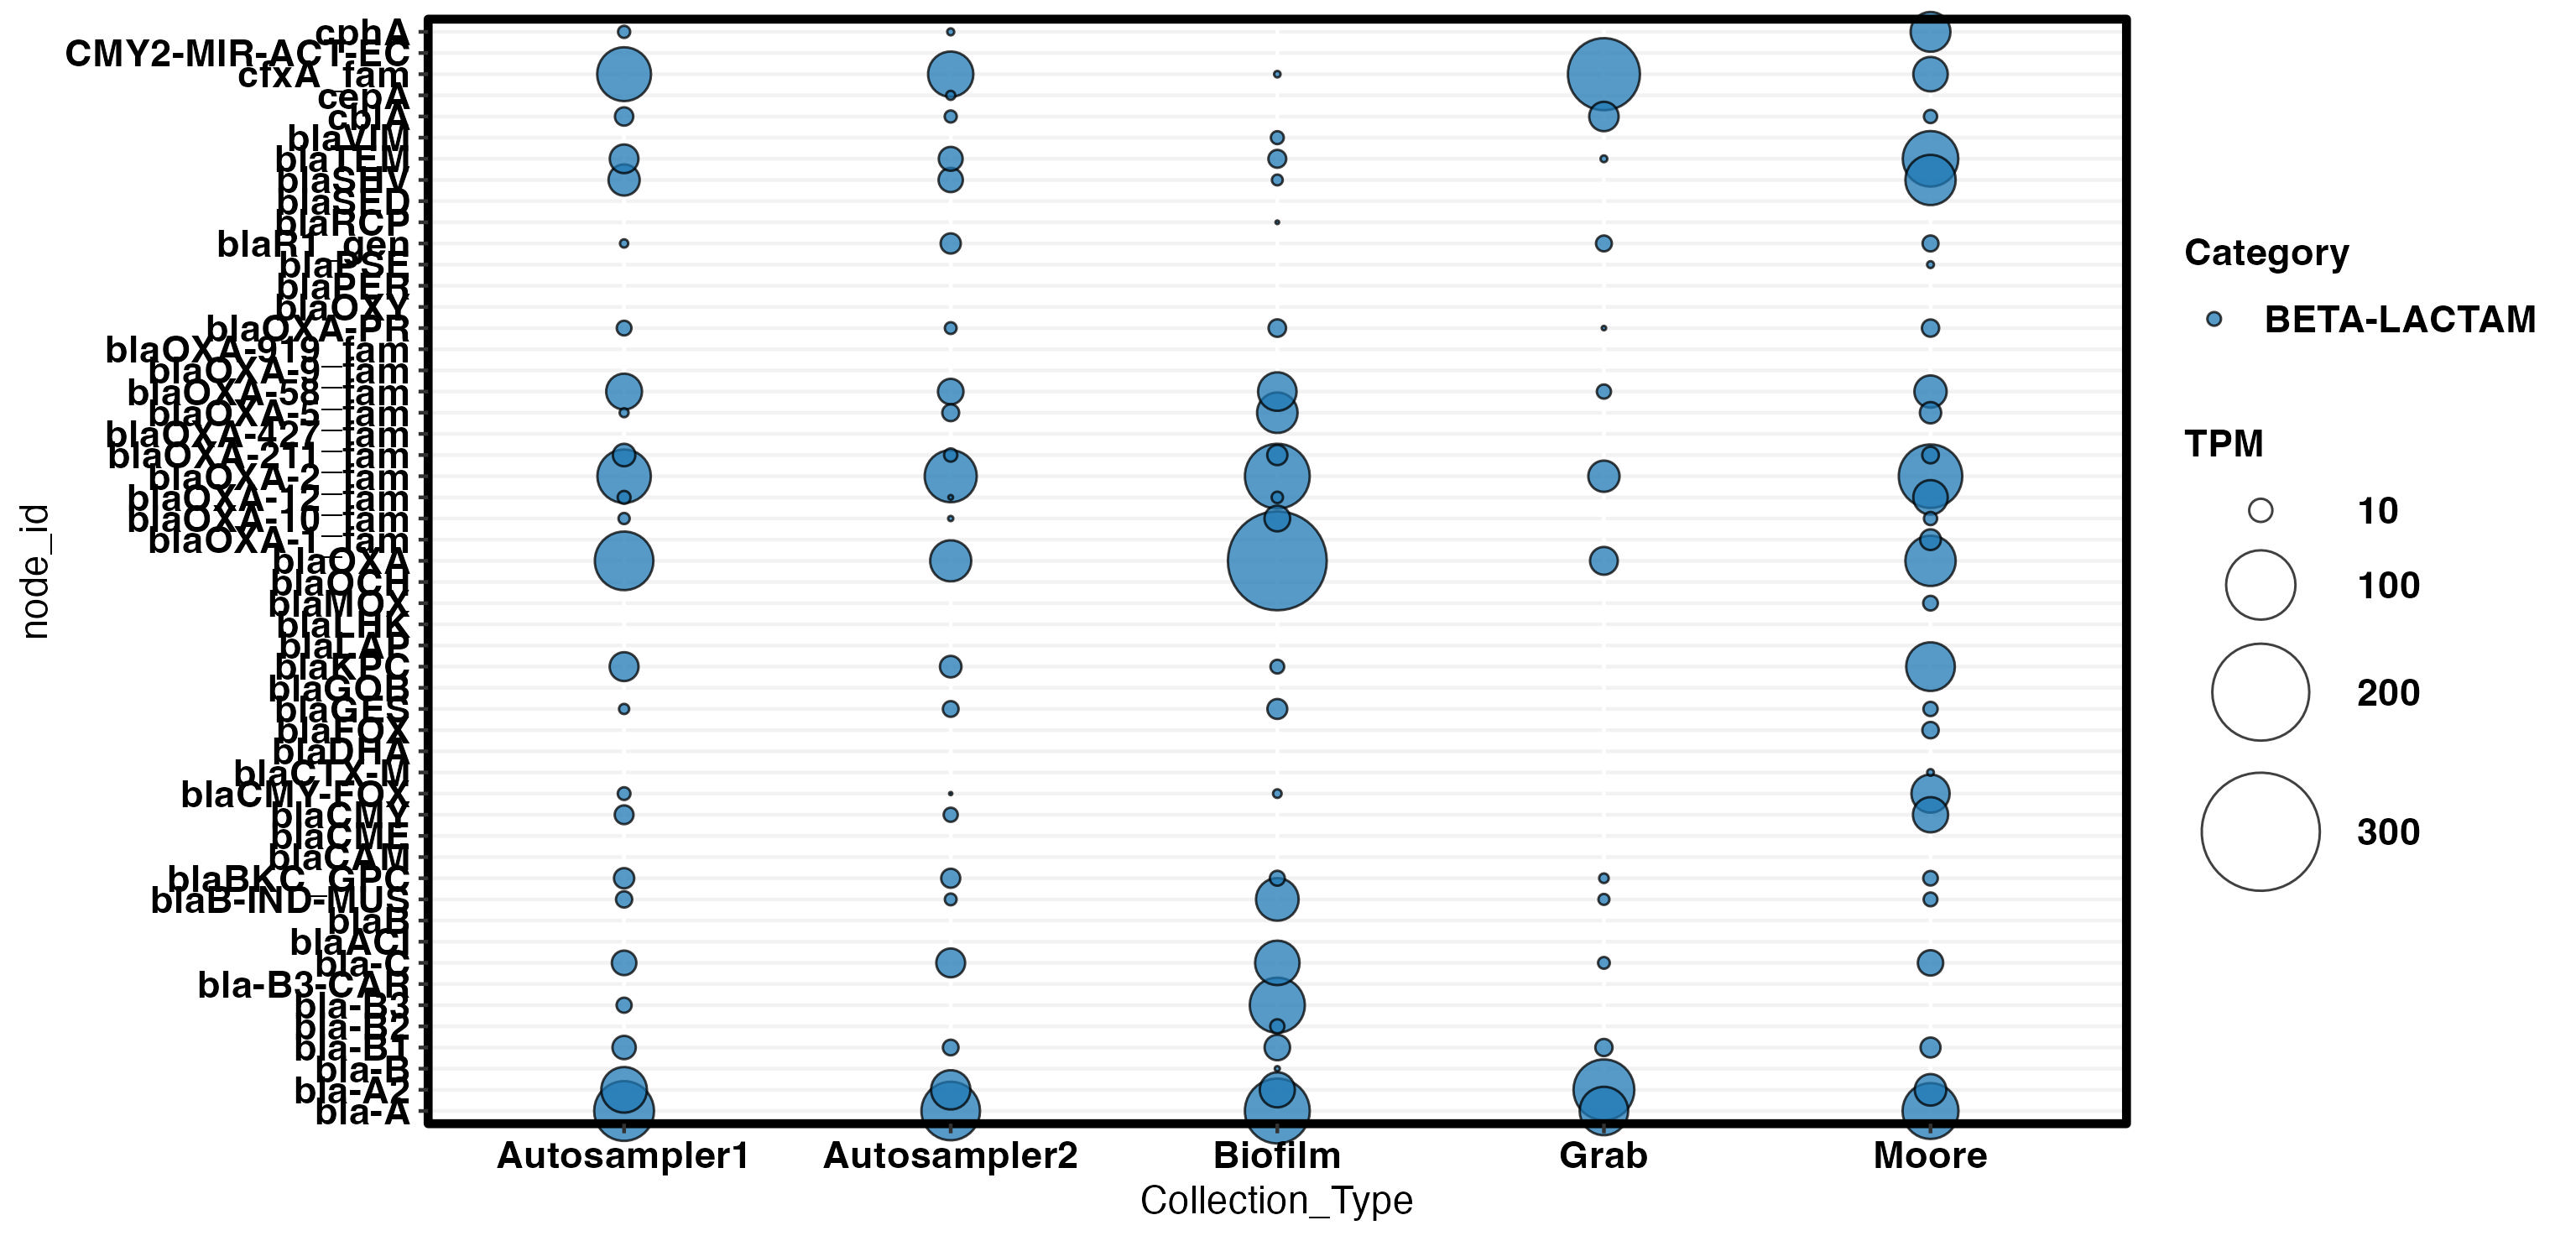 cphA
CMY2-MIR-ACT-EC
cfxA_fam
cepA
cblA
blaVIM
blaTEM
blaSHV
blaSED
blaRCP
blaR1_gen
blaPSE
blaPER
blaOXY
blaOXA-PR
blaOXA-919_fam
blaOXA-9_fam
blaOXA-58_fam
blaOXA-5_fam
blaOXA-427_fam
blaOXA-211_fam
blaOXA-2_fam
blaOXA-12_fam
blaOXA-10_fam
blaOXA-1_fam
blaOXA
blaOCH
blaMOX
blaLHK
blaLAP
blaKPC
blaGOB
blaGES
blaFOX
blaDHA
blaCTX-M
blaCMY-FOX
blaCMY
blaCME
blaCAM
blaBKC_GPC
blaB-IND-MUS
blaB
blaACI
bla-C
bla-B3-CAR
bla-B3
bla-B2
bla-B1
bla-B
bla-A2
bla-A
node_id
Autosampler1 Autosampler2 Biofilm Grab Moore
Collection_Type
Category
BETA-LACTAM
TPM
10
100
200
300